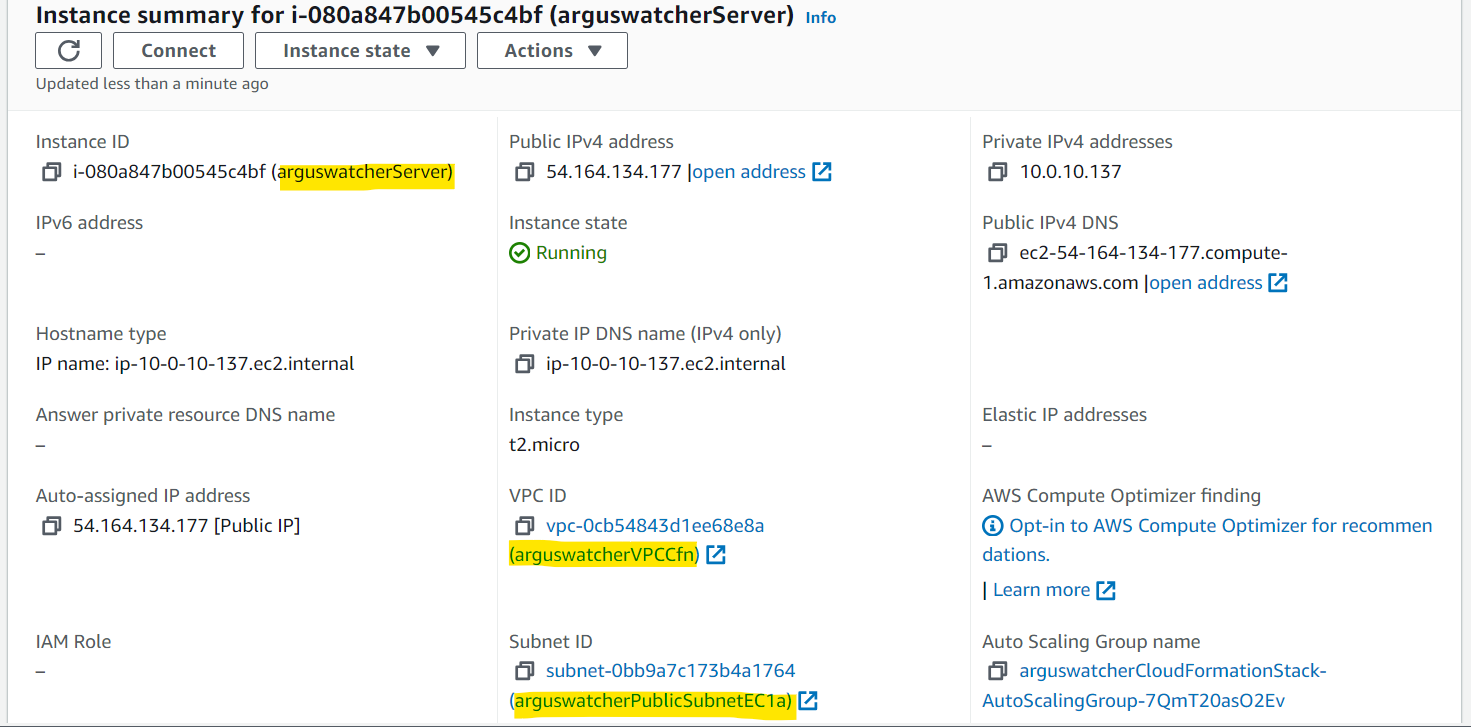 Instance summary for i-080a847b00545c4bf (arguswatcherServer) Info
Connect Instance state Actions
Updated less than a minute ago
Instance ID
i-080a847b00545c4bf (arguswatcherServer)
Public IPv4 address
54.164.134.177 |open address
Private IPv4 addresses
10.0.10.137
IPv6 address
–
Instance state
Running
Public IPv4 DNS
ec2-54-164-134-177.compute-
1.amazonaws.com |open address
Hostname type
IP name: ip-10-0-10-137.ec2.internal
Private IP DNS name (IPv4 only)
ip-10-0-10-137.ec2.internal
Answer private resource DNS name
–
Instance type
t2.micro
Elastic IP addresses
–
Auto-assigned IP address
54.164.134.177 [Public IP]
VPC ID
vpc-0cb54843d1ee68e8a
(arguswatcherVPCCfn)
AWS Compute Optimizer finding
Opt-in to AWS Compute Optimizer for recommen
dations.
| Learn more
IAM Role
–
Subnet ID
subnet-0bb9a7c173b4a1764
(arguswatcherPublicSubnetEC1a)
Auto Scaling Group name
arguswatcherCloudFormationStack-
AutoScalingGroup-7QmT20asO2Ev